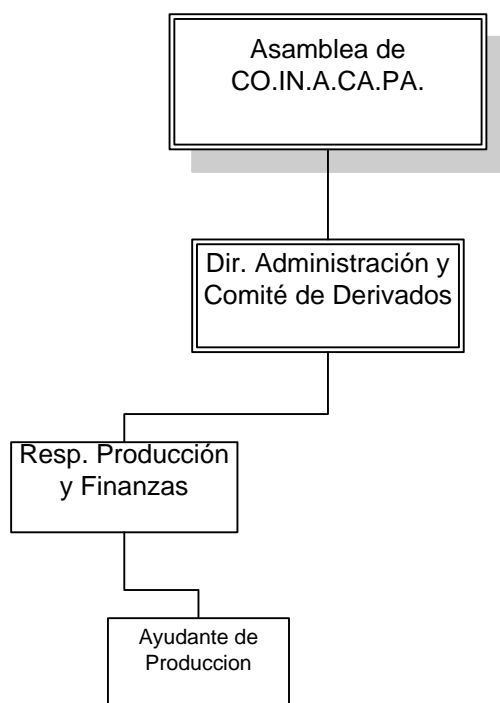 Asamblea de
CO.IN.A.CA.PA.
Dir. Administración y
Comité de Derivados
Resp. Producción
y Finanzas
Ayudante de
Produccion